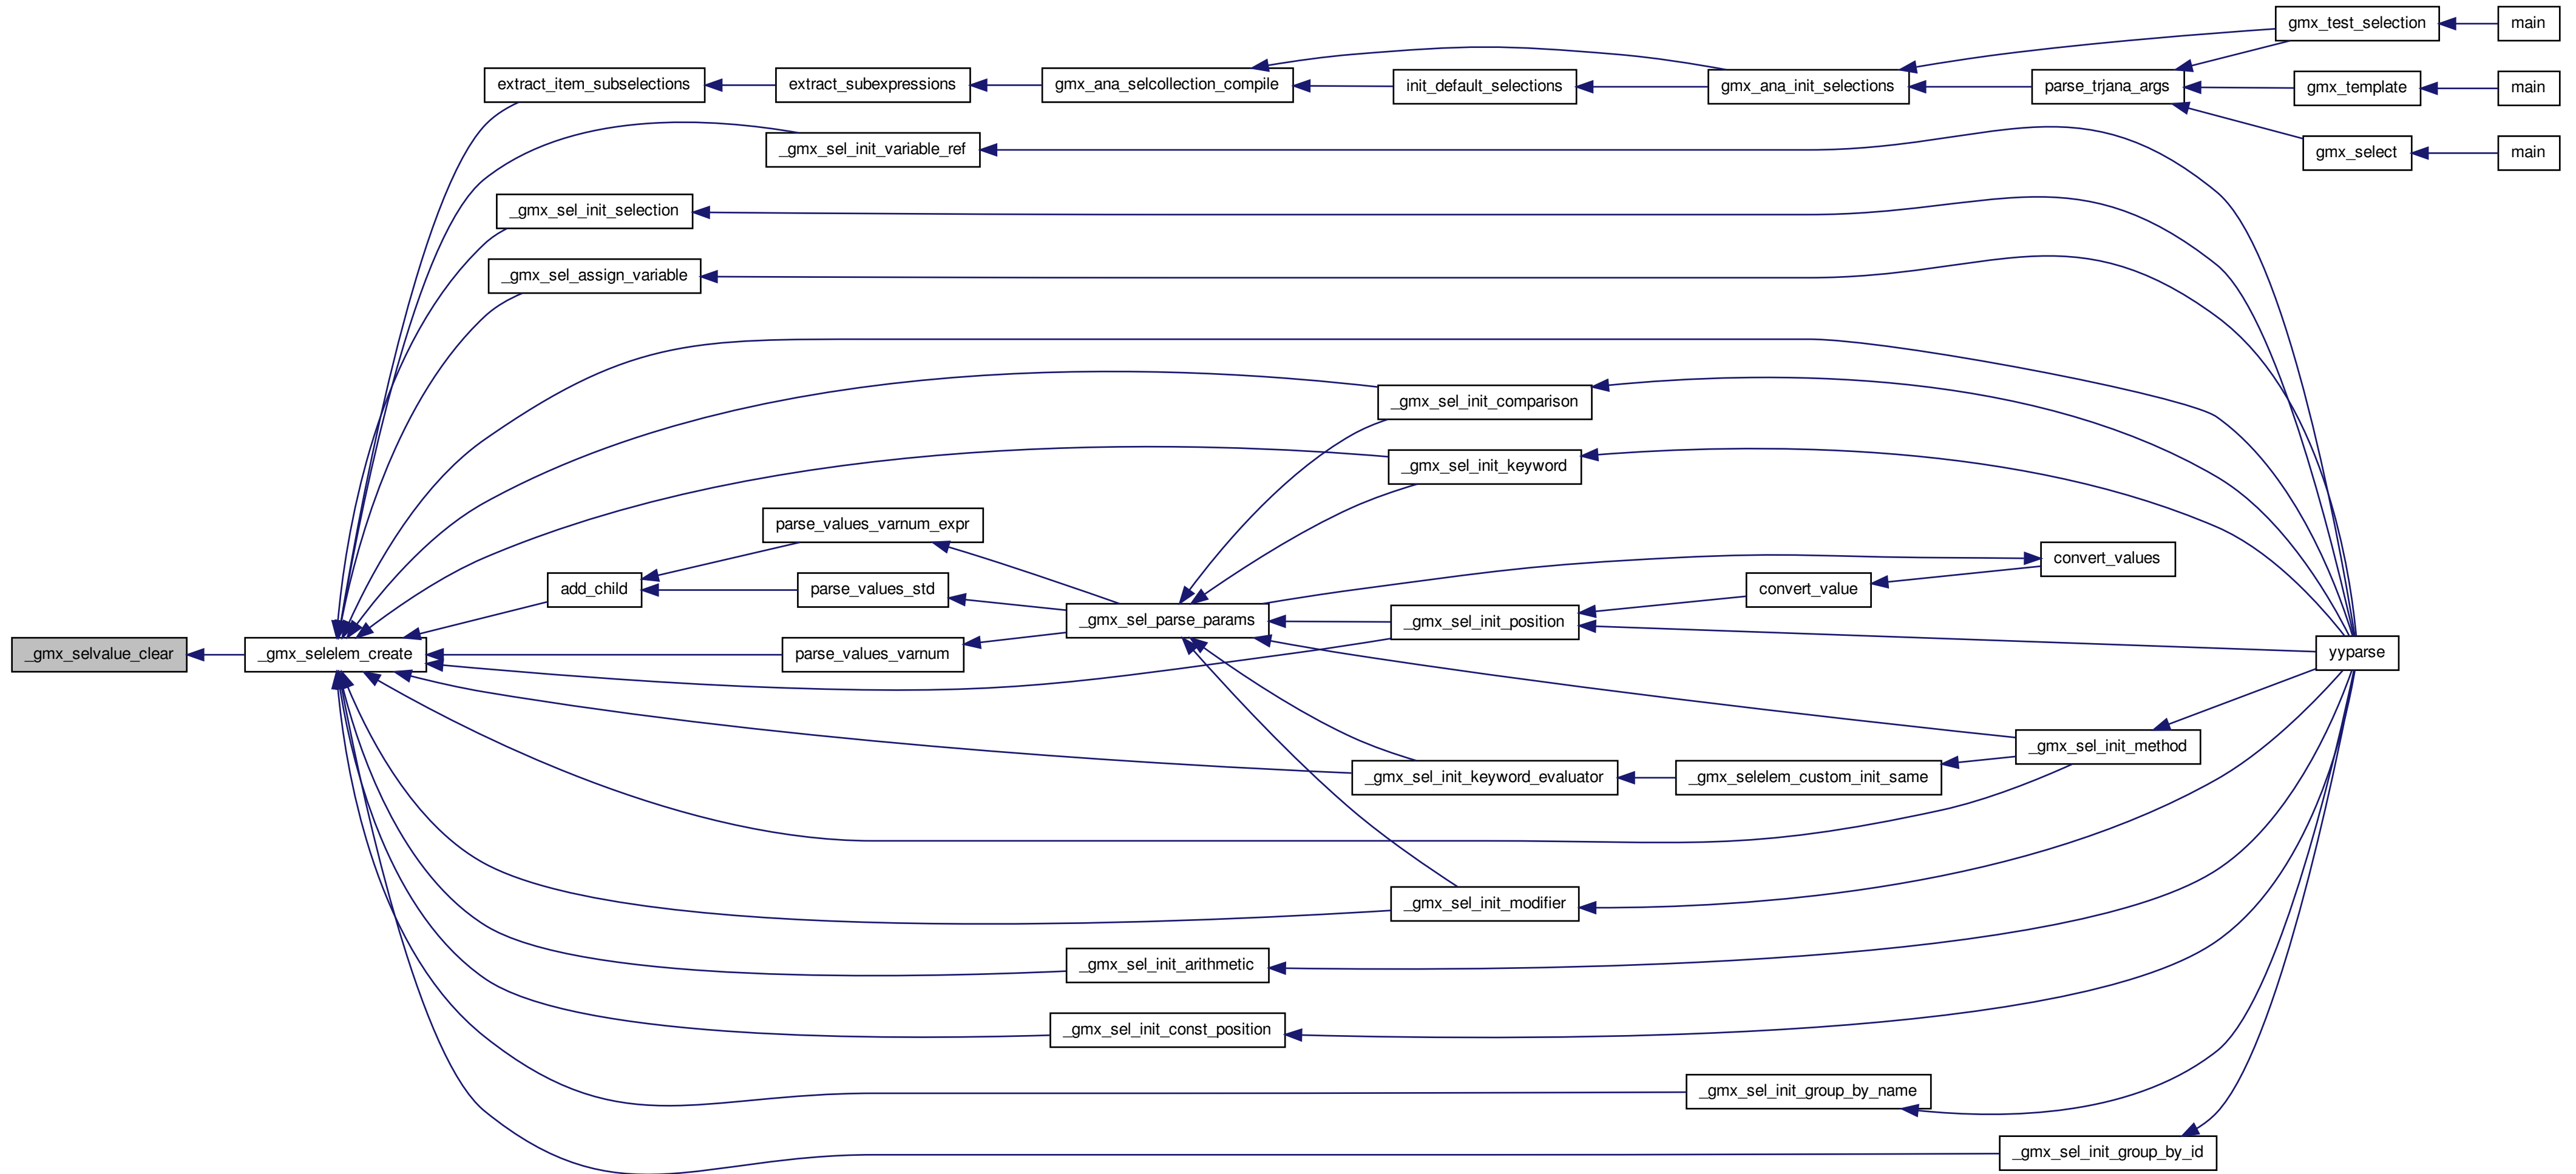 gmx_test_selection
main
extract_item_subselections
extract_subexpressions
gmx_ana_selcollection_compile
init_default_selections
gmx_ana_init_selections
parse_trjana_args
gmx_template
main
_gmx_sel_init_variable_ref
gmx_select
main
_gmx_sel_init_selection
_gmx_sel_assign_variable
_gmx_sel_init_comparison
_gmx_sel_init_keyword
parse_values_varnum_expr
convert_values
add_child
parse_values_std
convert_value
_gmx_sel_parse_params
_gmx_sel_init_position
_gmx_selvalue_clear
_gmx_selelem_create
parse_values_varnum
yyparse
_gmx_sel_init_method
_gmx_sel_init_keyword_evaluator
_gmx_selelem_custom_init_same
_gmx_sel_init_modifier
_gmx_sel_init_arithmetic
_gmx_sel_init_const_position
_gmx_sel_init_group_by_name
_gmx_sel_init_group_by_id